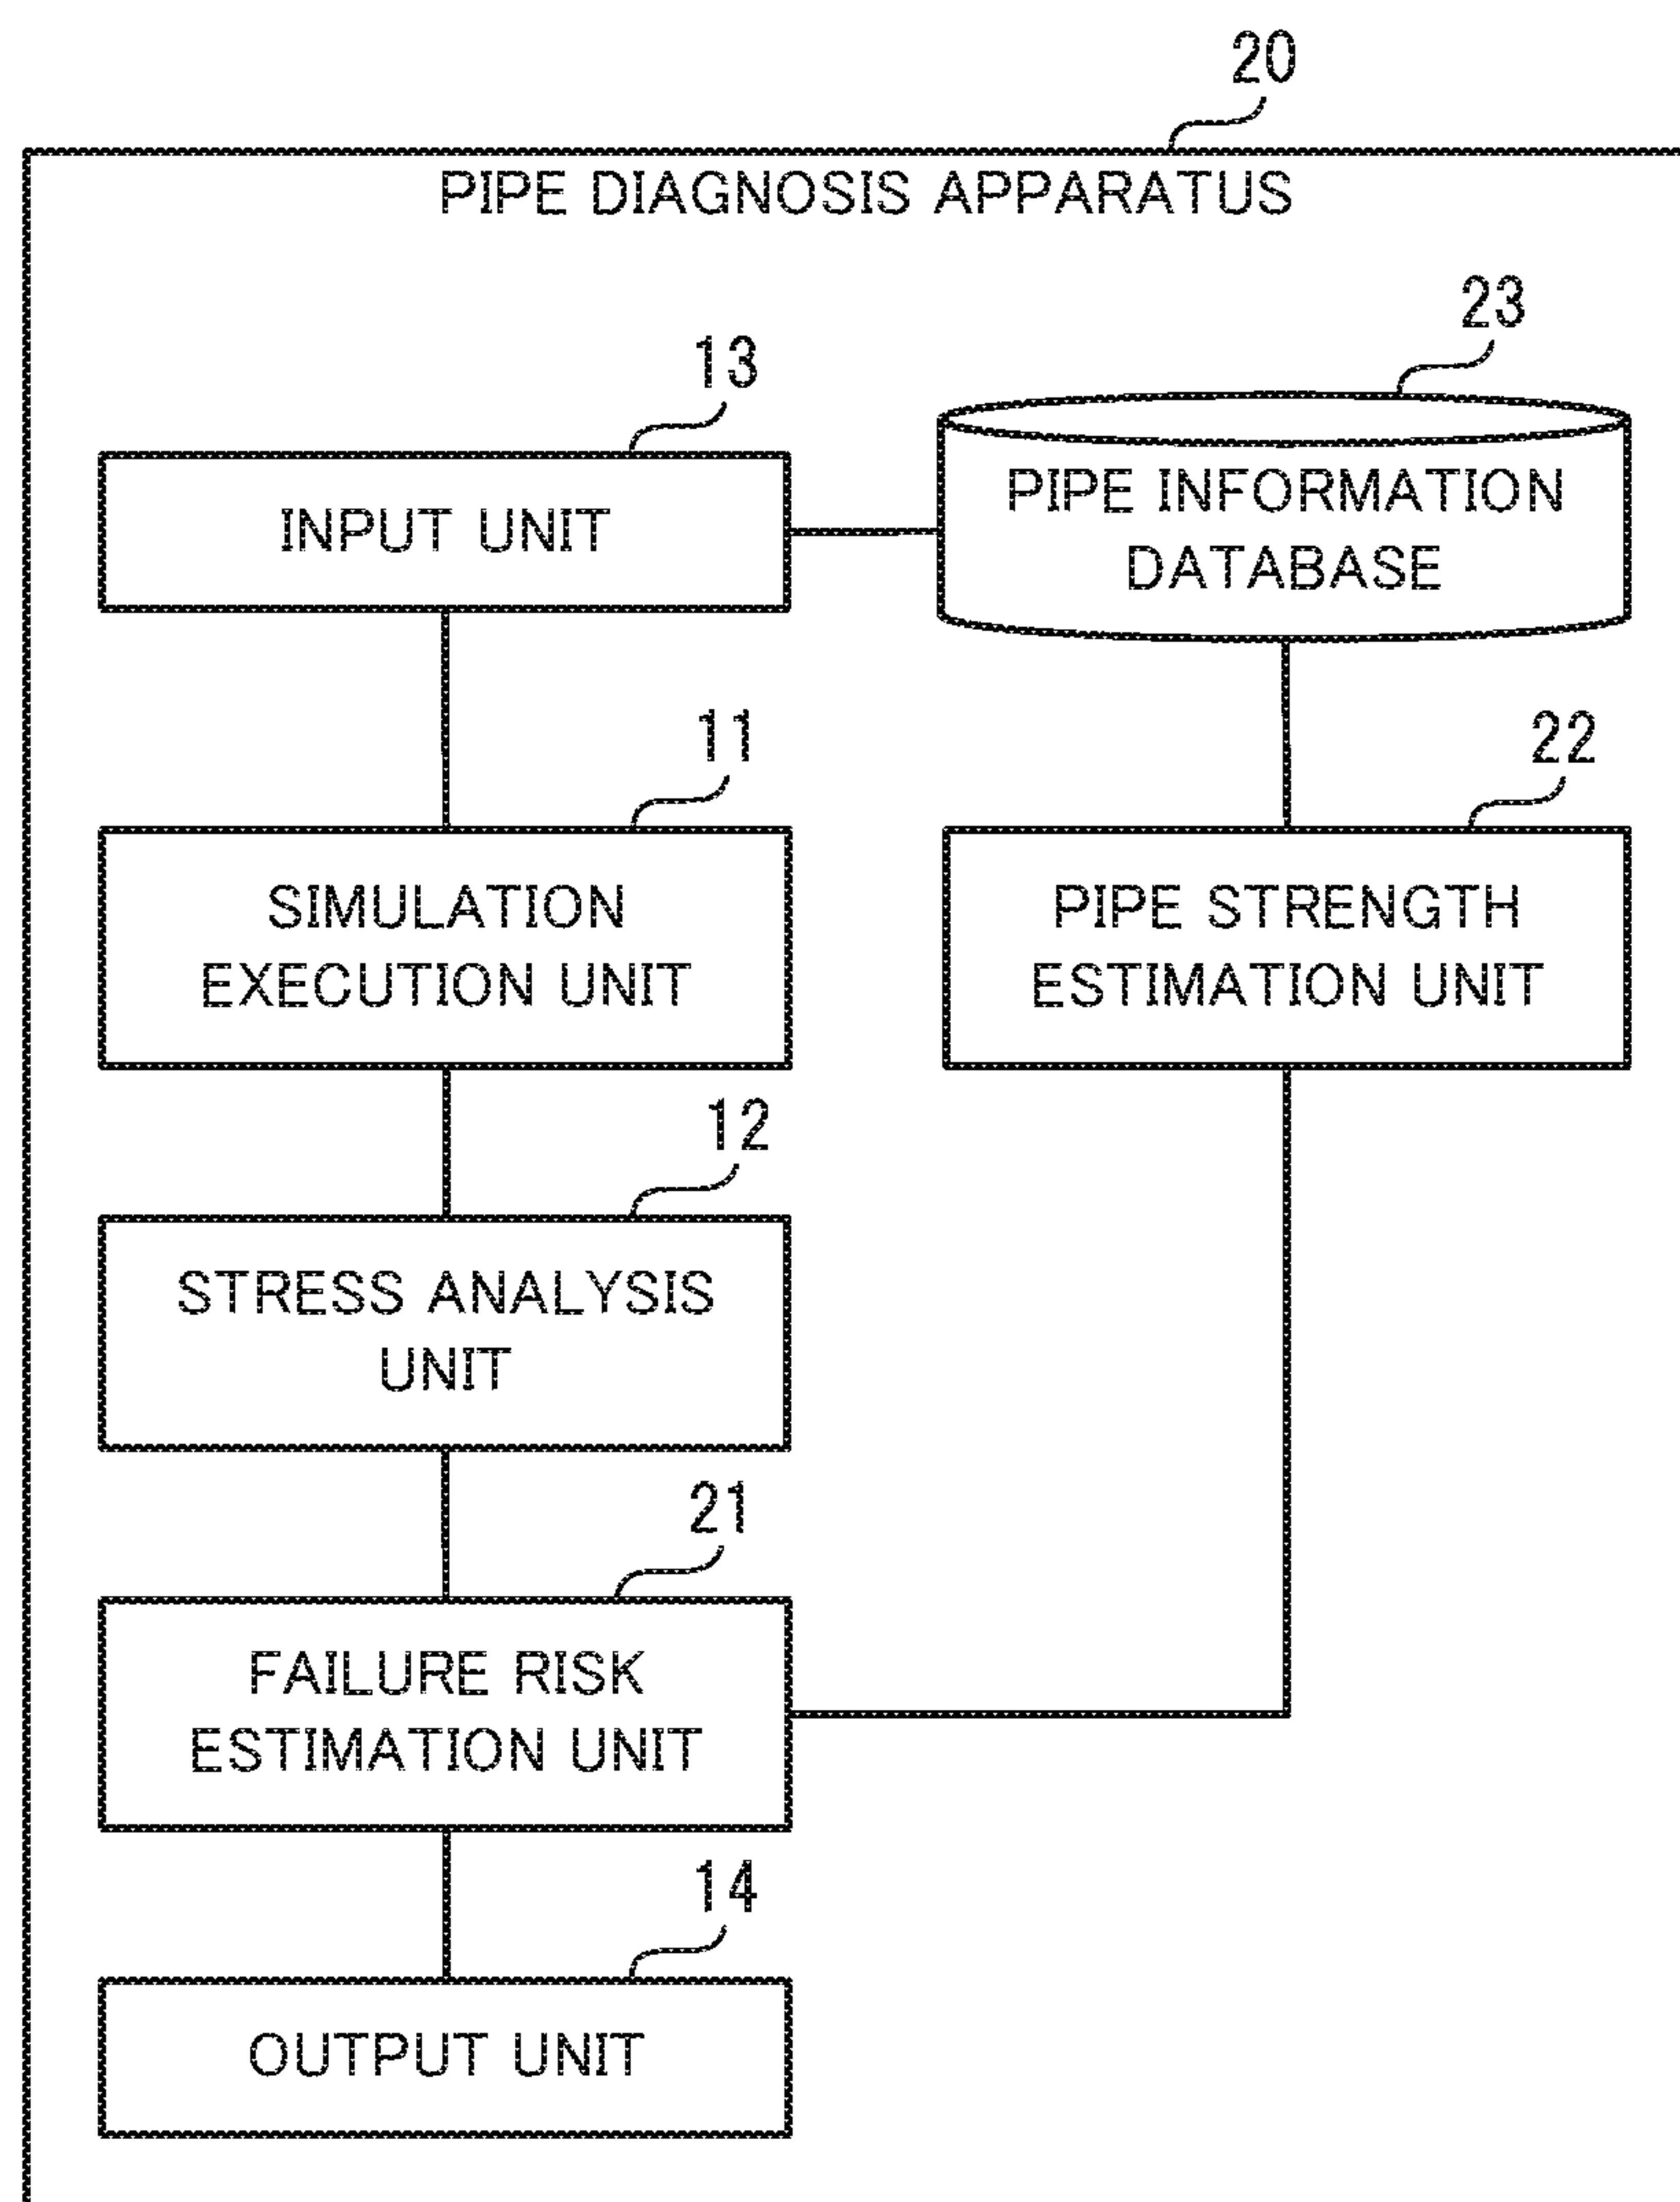 20
PIPE DIAGNOSIS APPARATUS
23
13
PIPE INFORMATION
DATABASE
INPUT UNIT
11
22
SIMULATION
EXECUTION UNIT
PIPE STRENGTH
ESTIMATION UNIT
12
STRESS ANALYSIS
UNIT
21
FAILURE RISK
ESTIMATION UNIT
14
OUTPUT UNIT